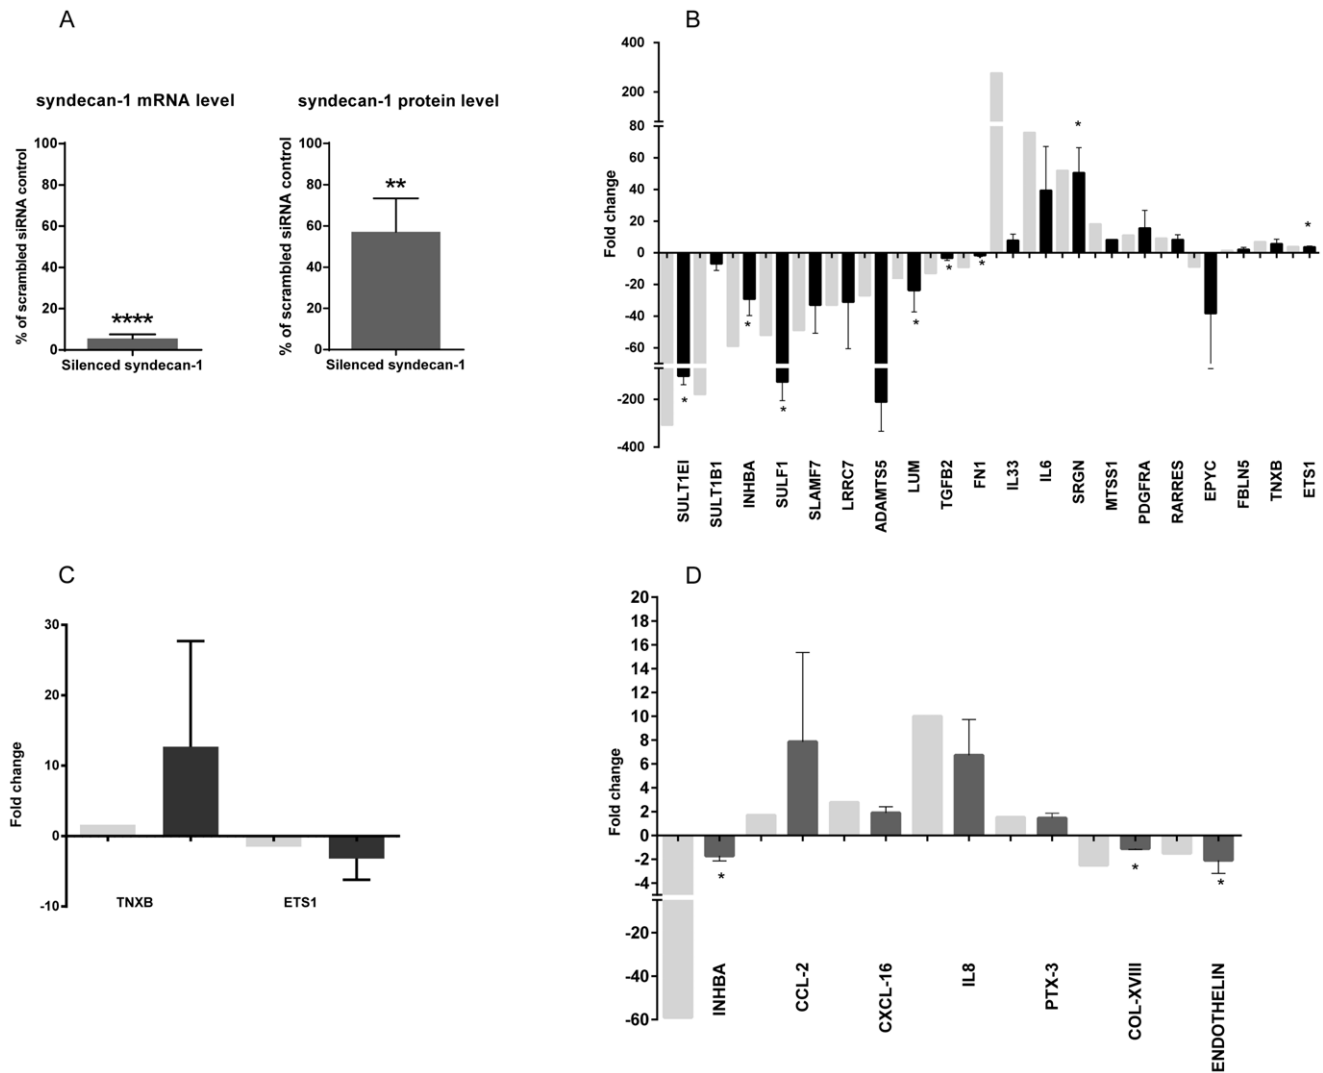 A
syndecan-1 mRNA level
% of scrambled siRNA control
100
80
60
40
20
0
****
Silenced syndecan-1
syndecan-1 protein level
% of scrambled siRNA control
100
80
60
40
20
0
**
Silenced syndecan-1
B
Fold change
400
200
80
60
40
20
0
-20
-40
-60
-200
-400
*
*
*
*
*
*
*
*
SULT1EI
SULT1B1
INHBA
SULF1
SLAMF7
LRRC7
ADAMTS5
LUM
TGFB2
FN1
IL33
IL6
SRGN
MTSS1
PDGFRA
RARRES
EPYC
FBLN5
TNXB
ETS1
C
Fold change
30
20
10
0
-10
TNXB
ETS1
D
Fold change
20
18
16
14
12
10
8
6
4
2
0
-2
-4
-20
-40
-60
*
*
*
INHBA
CCL-2
CXCL-16
IL8
PTX-3
COL-XVIII
ENDOTHELIN